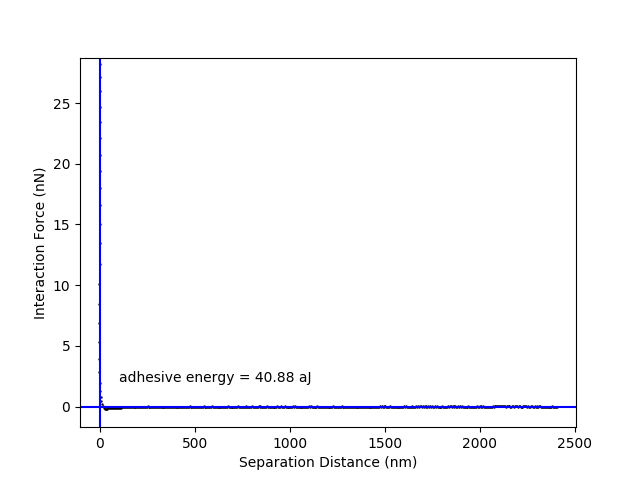 25
20
15
10
5
0
Interaction Force (nN)
adhesive energy = 40.88 aJ
0 500 1000 1500 2000 2500
Separation Distance (nm)